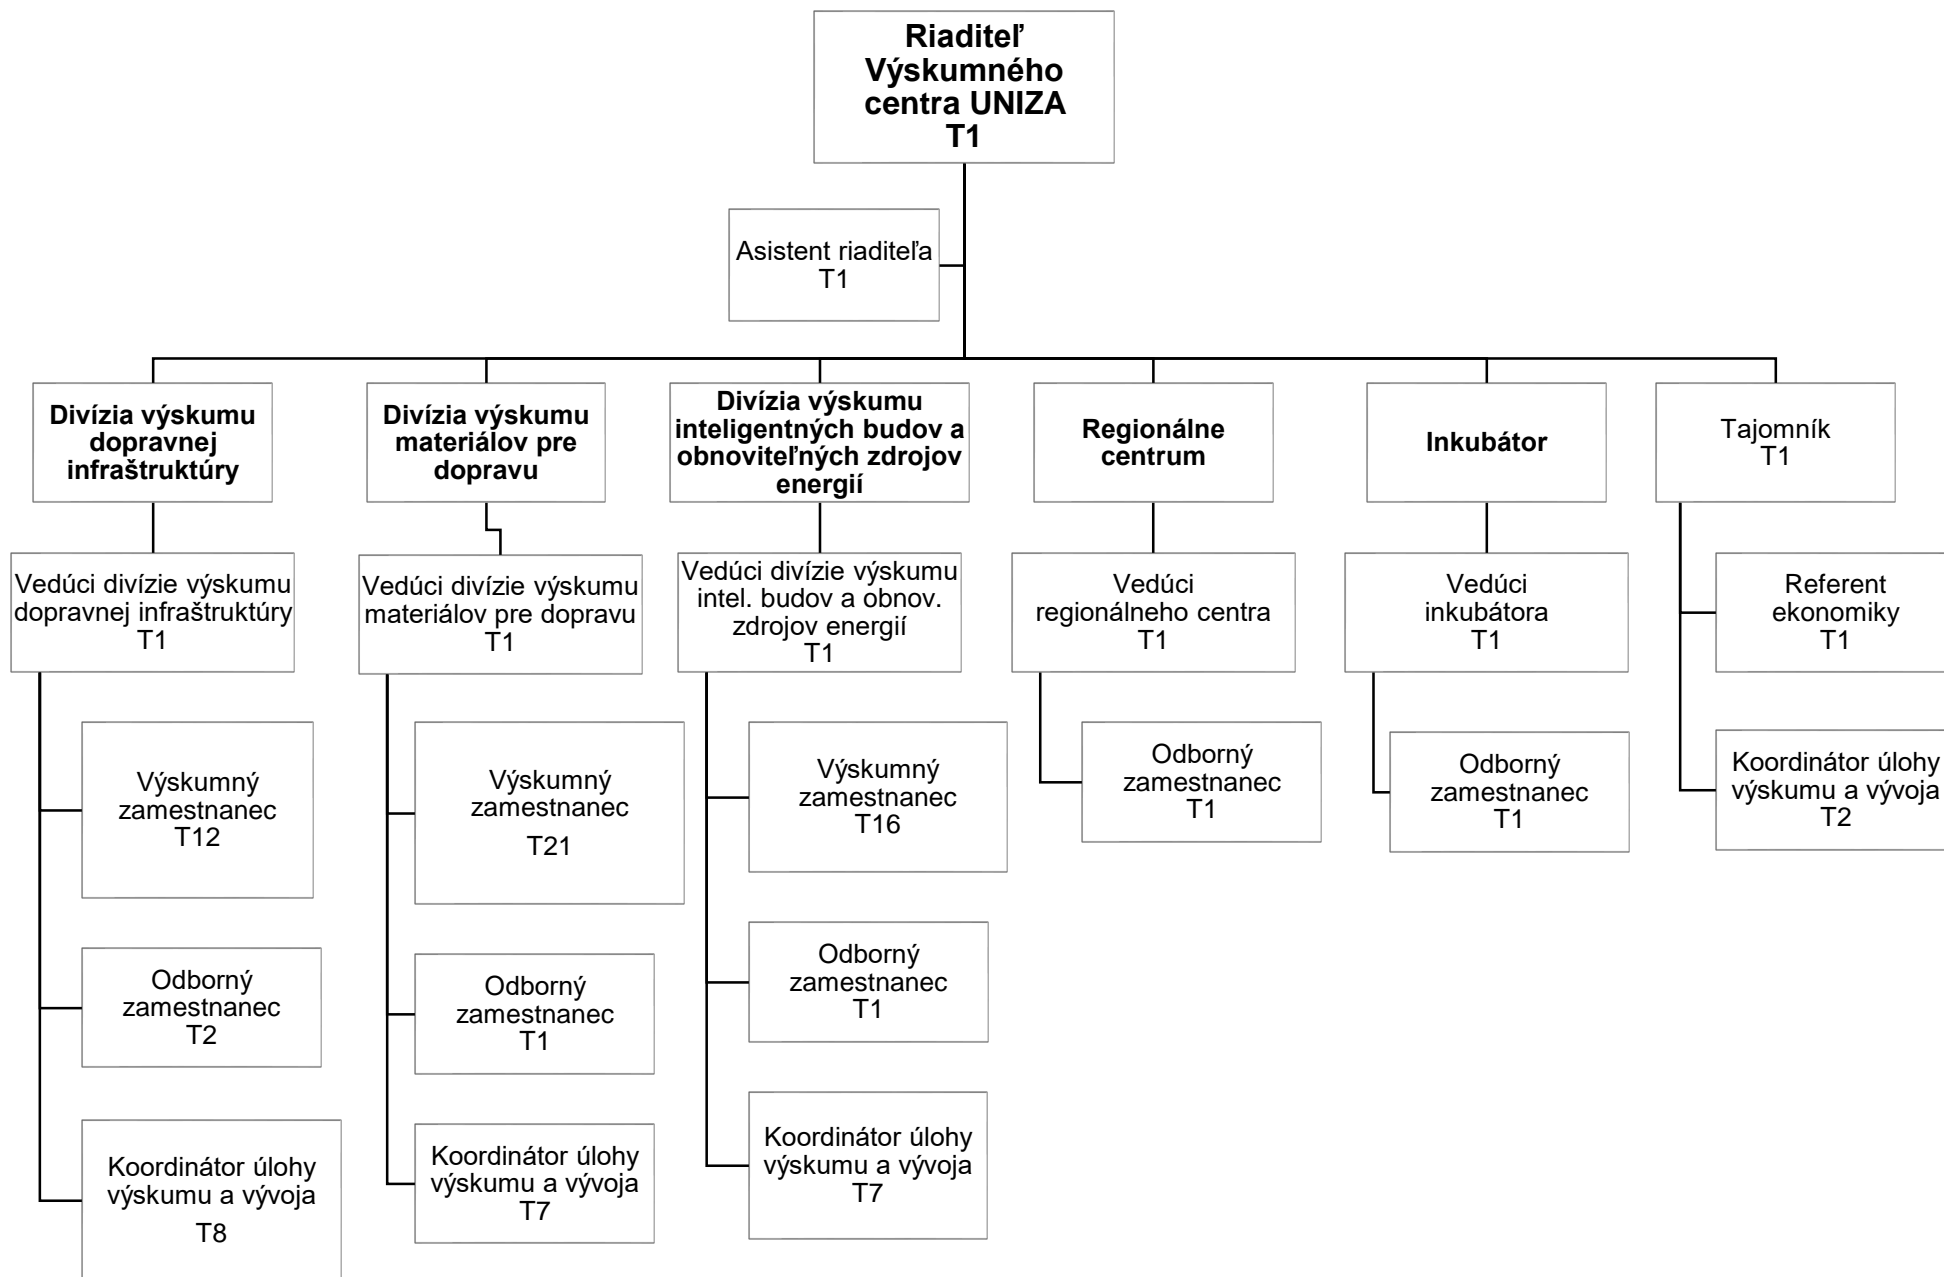 Riaditeľ
Výskumného
centra UNIZA
T1
Asistent riaditeľa
T1
Divízia výskumu
dopravnej
infraštruktúry
Divízia výskumu
materiálov pre
dopravu
Divízia výskumu
inteligentných budov a
obnoviteľných zdrojov
energií
Regionálne
centrum
Inkubátor
Tajomník
T1
Vedúci divízie výskumu
dopravnej infraštruktúry
T1
Vedúci divízie výskumu
materiálov pre dopravu
T1
Vedúci divízie výskumu
intel. budov a obnov.
zdrojov energií
T1
Vedúci
regionálneho centra
T1
Vedúci
inkubátora
T1
Referent
ekonomiky
T1
Výskumný
zamestnanec
T12
Výskumný
zamestnanec
T21
Výskumný
zamestnanec
T16
Odborný
zamestnanec
T1
Odborný
zamestnanec
T1
Koordinátor úlohy
výskumu a vývoja
T2
Odborný
zamestnanec
T2
Odborný
zamestnanec
T1
Odborný
zamestnanec
T1
Koordinátor úlohy
výskumu a vývoja
T8
Koordinátor úlohy
výskumu a vývoja
T7
Koordinátor úlohy
výskumu a vývoja
T7